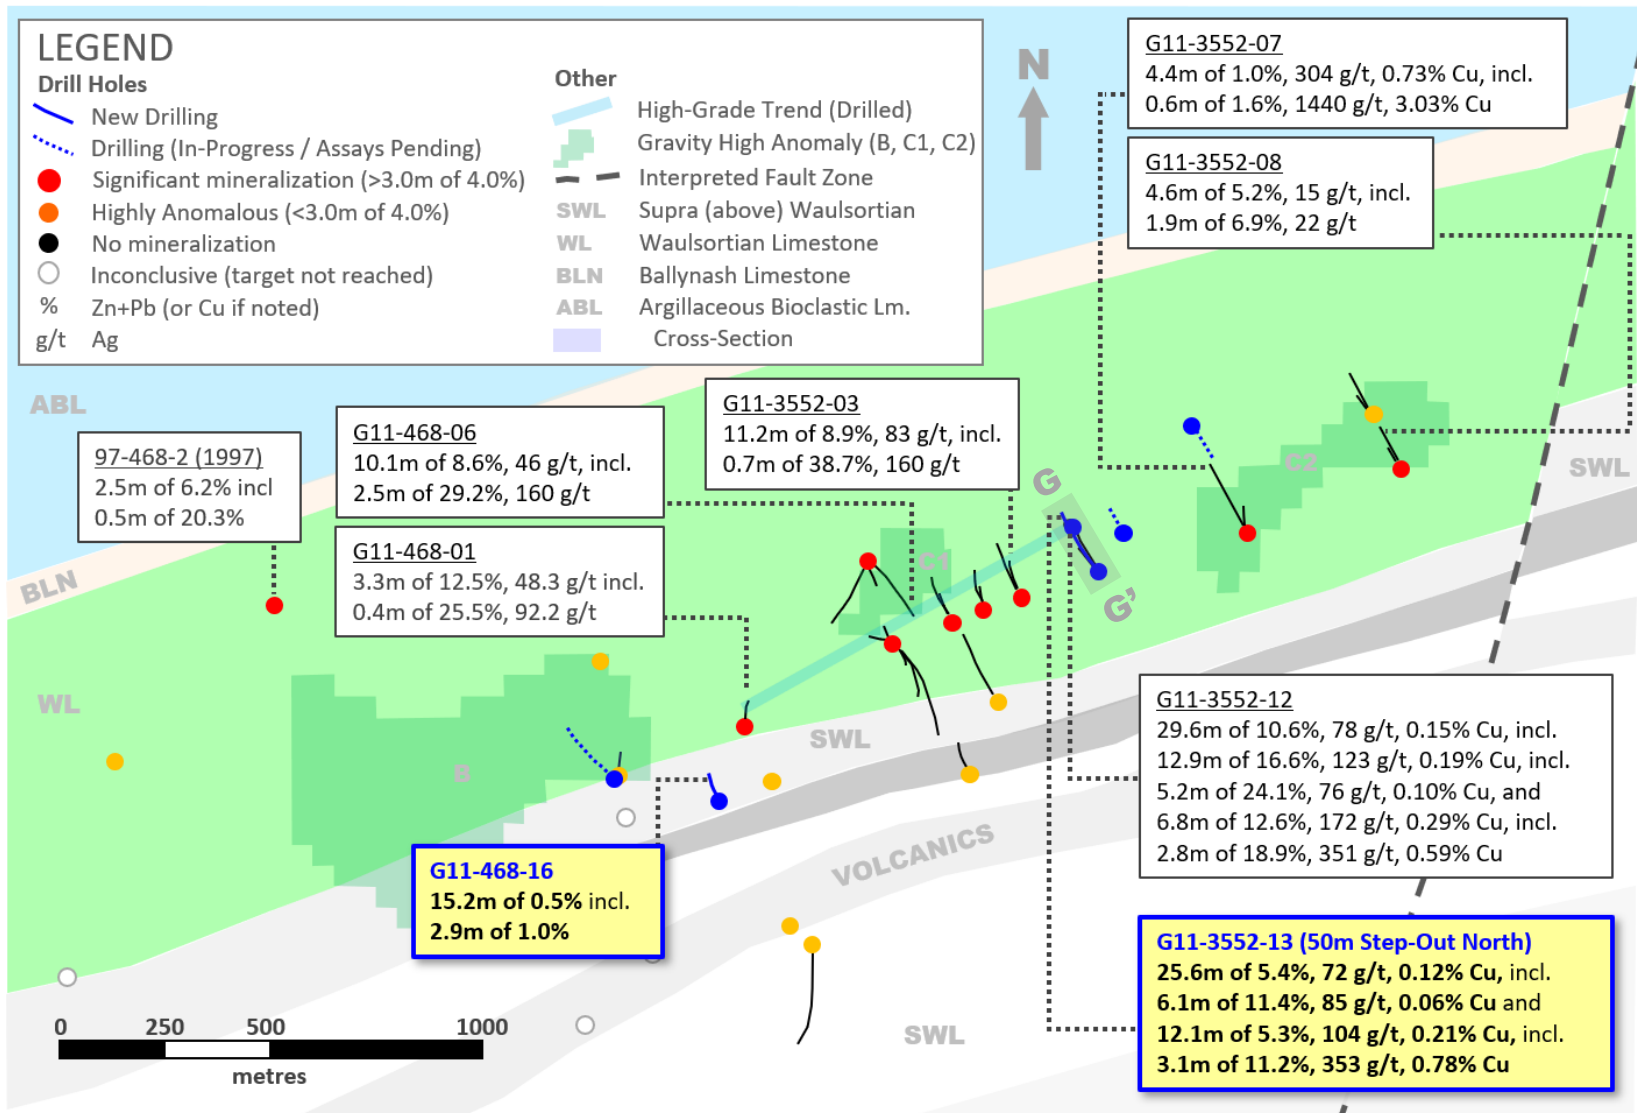 LEGEND
Drill Holes
New Drilling
Drilling (In-Progress / Assays Pending)
Significant mineralization (>3.0m of 4.0%)
Highly Anomalous (<3.0m of 4.0%)
No mineralization
Inconclusive (target not reached)
% Zn+Pb (or Cu if noted)
g/t Ag
Other
High-Grade Trend (Drilled)
Gravity High Anomaly (B, C1, C2)
Interpreted Fault Zone
SWL Supra (above) Waulsortian
WL Waulsortian Limestone
BLN Ballynash Limestone
ABL Argillaceous Bioclastic Lm.
Cross-Section
N
G11-3552-07
4.4m of 1.0%, 304 g/t, 0.73% Cu, incl.
0.6m of 1.6%, 1440 g/t, 3.03% Cu
G11-3552-08
4.6m of 5.2%, 15 g/t, incl.
1.9m of 6.9%, 22 g/t
ABL
97-468-2 (1997)
2.5m of 6.2% incl
0.5m of 20.3%
G11-468-06
10.1m of 8.6%, 46 g/t, incl.
2.5m of 29.2%, 160 g/t
G11-468-01
3.3m of 12.5%, 48.3 g/t incl.
0.4m of 25.5%, 92.2 g/t
G11-3552-03
11.2m of 8.9%, 83 g/t, incl.
0.7m of 38.7%, 160 g/t
C2
SWL
G
C1
G'
BLN
WL
B
SWL
G11-3552-12
29.6m of 10.6%, 78 g/t, 0.15% Cu, incl.
12.9m of 16.6%, 123 g/t, 0.19% Cu, incl.
5.2m of 24.1%, 76 g/t, 0.10% Cu, and
6.8m of 12.6%, 172 g/t, 0.29% Cu, incl.
2.8m of 18.9%, 351 g/t, 0.59% Cu
VOLCANICS
G11-468-16
15.2m of 0.5% incl.
2.9m of 1.0%
G11-3552-13 (50m Step-Out North)
25.6m of 5.4%, 72 g/t, 0.12% Cu, incl.
6.1m of 11.4%, 85 g/t, 0.06% Cu and
12.1m of 5.3%, 104 g/t, 0.21% Cu, incl.
3.1m of 11.2%, 353 g/t, 0.78% Cu
SWL
0 250 500 1000
metres